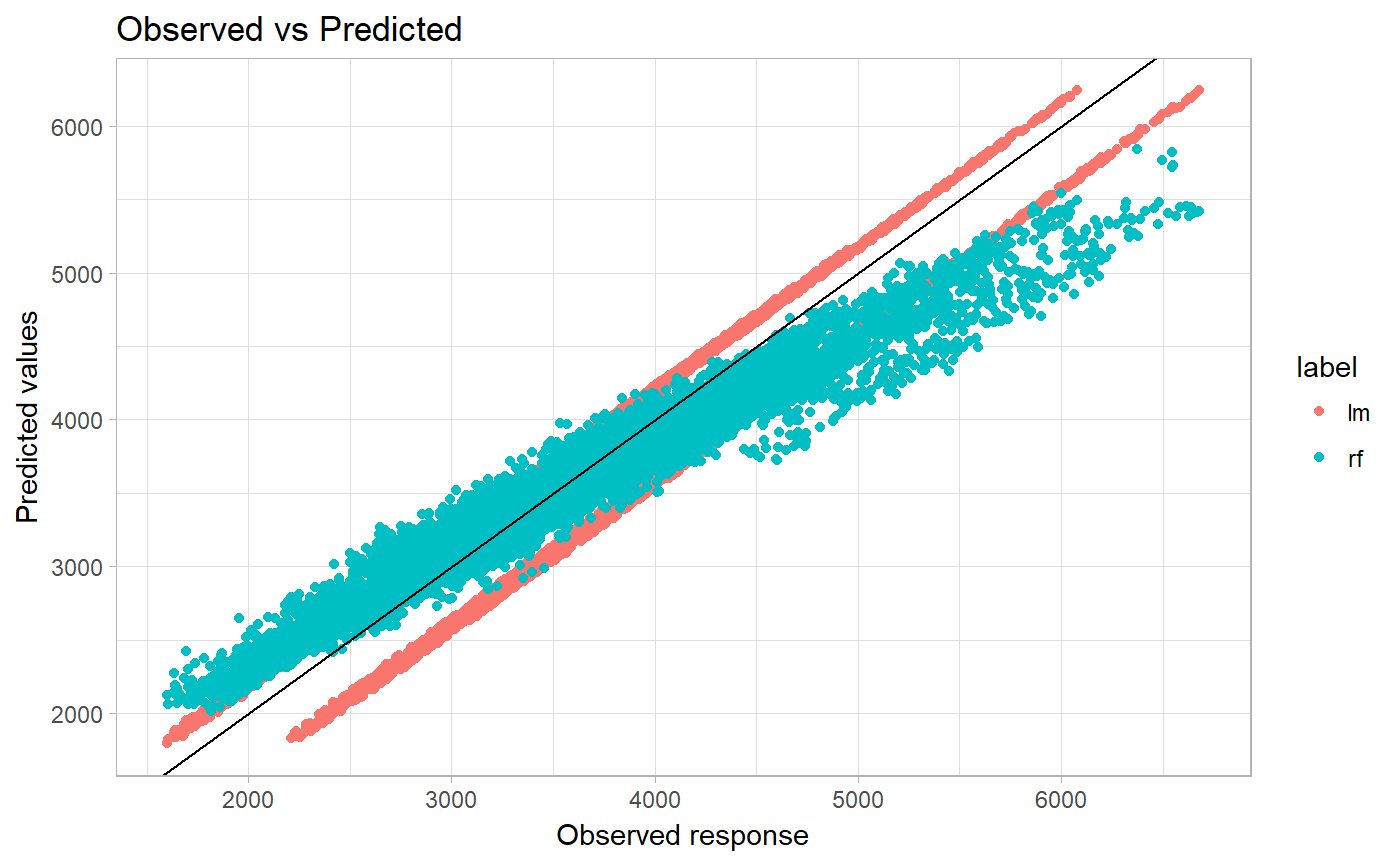 Observed vs Predicted
Predicted values
6000
5000
4000
3000
2000
2000 3000 4000 5000 6000
Observed response
label
lm
rf